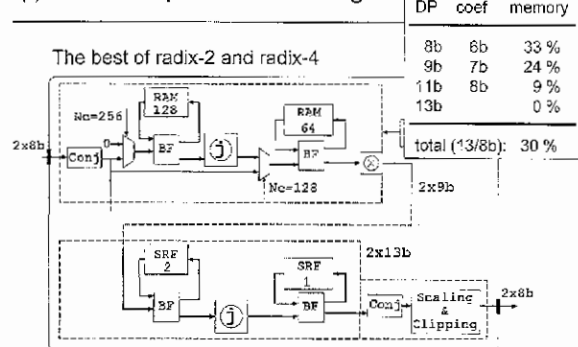 DP coef memory
8b 6b 33 %
9b 7b 24 %
11b 8b 9 %
13b 0 %
total (13/8b): 30 %
The best of radix-2 and radix-4
RAM
128
RAM
64
Nc=256
0
2x8b
Conj
BF
j
BF
Nc=128
2x9b
2x13b
SRF
2
SRF
1
BF
j
BF
Conj
Scaling
&
Clipping
2x8b